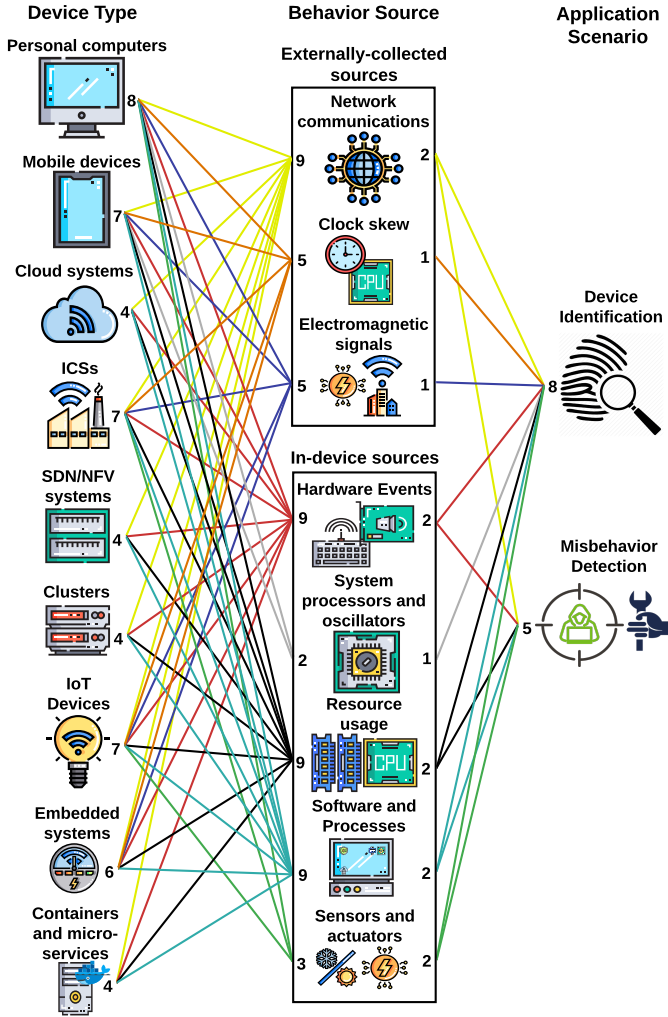 Device Type
Behavior Source
Application
Scenario
Personal computers
8
Mobile devices
7
Cloud systems
4
ICSs
7
SDN/NFV
systems
4
Clusters
4
IoT
Devices
7
Embedded
systems
6
Containers
and micro-
services
4
Externally-collected
sources
Network
communications
9
2
Clock skew
5
1
CPU
Electromagnetic
signals
5
1
In-device sources
Hardware Events
9
2
System
processors and
oscillators
2
1
Resource
usage
CPU
9
2
Software and
Processes
9
2
Sensors and
actuators
3
2
Device
Identification
8
Misbehavior
Detection
5